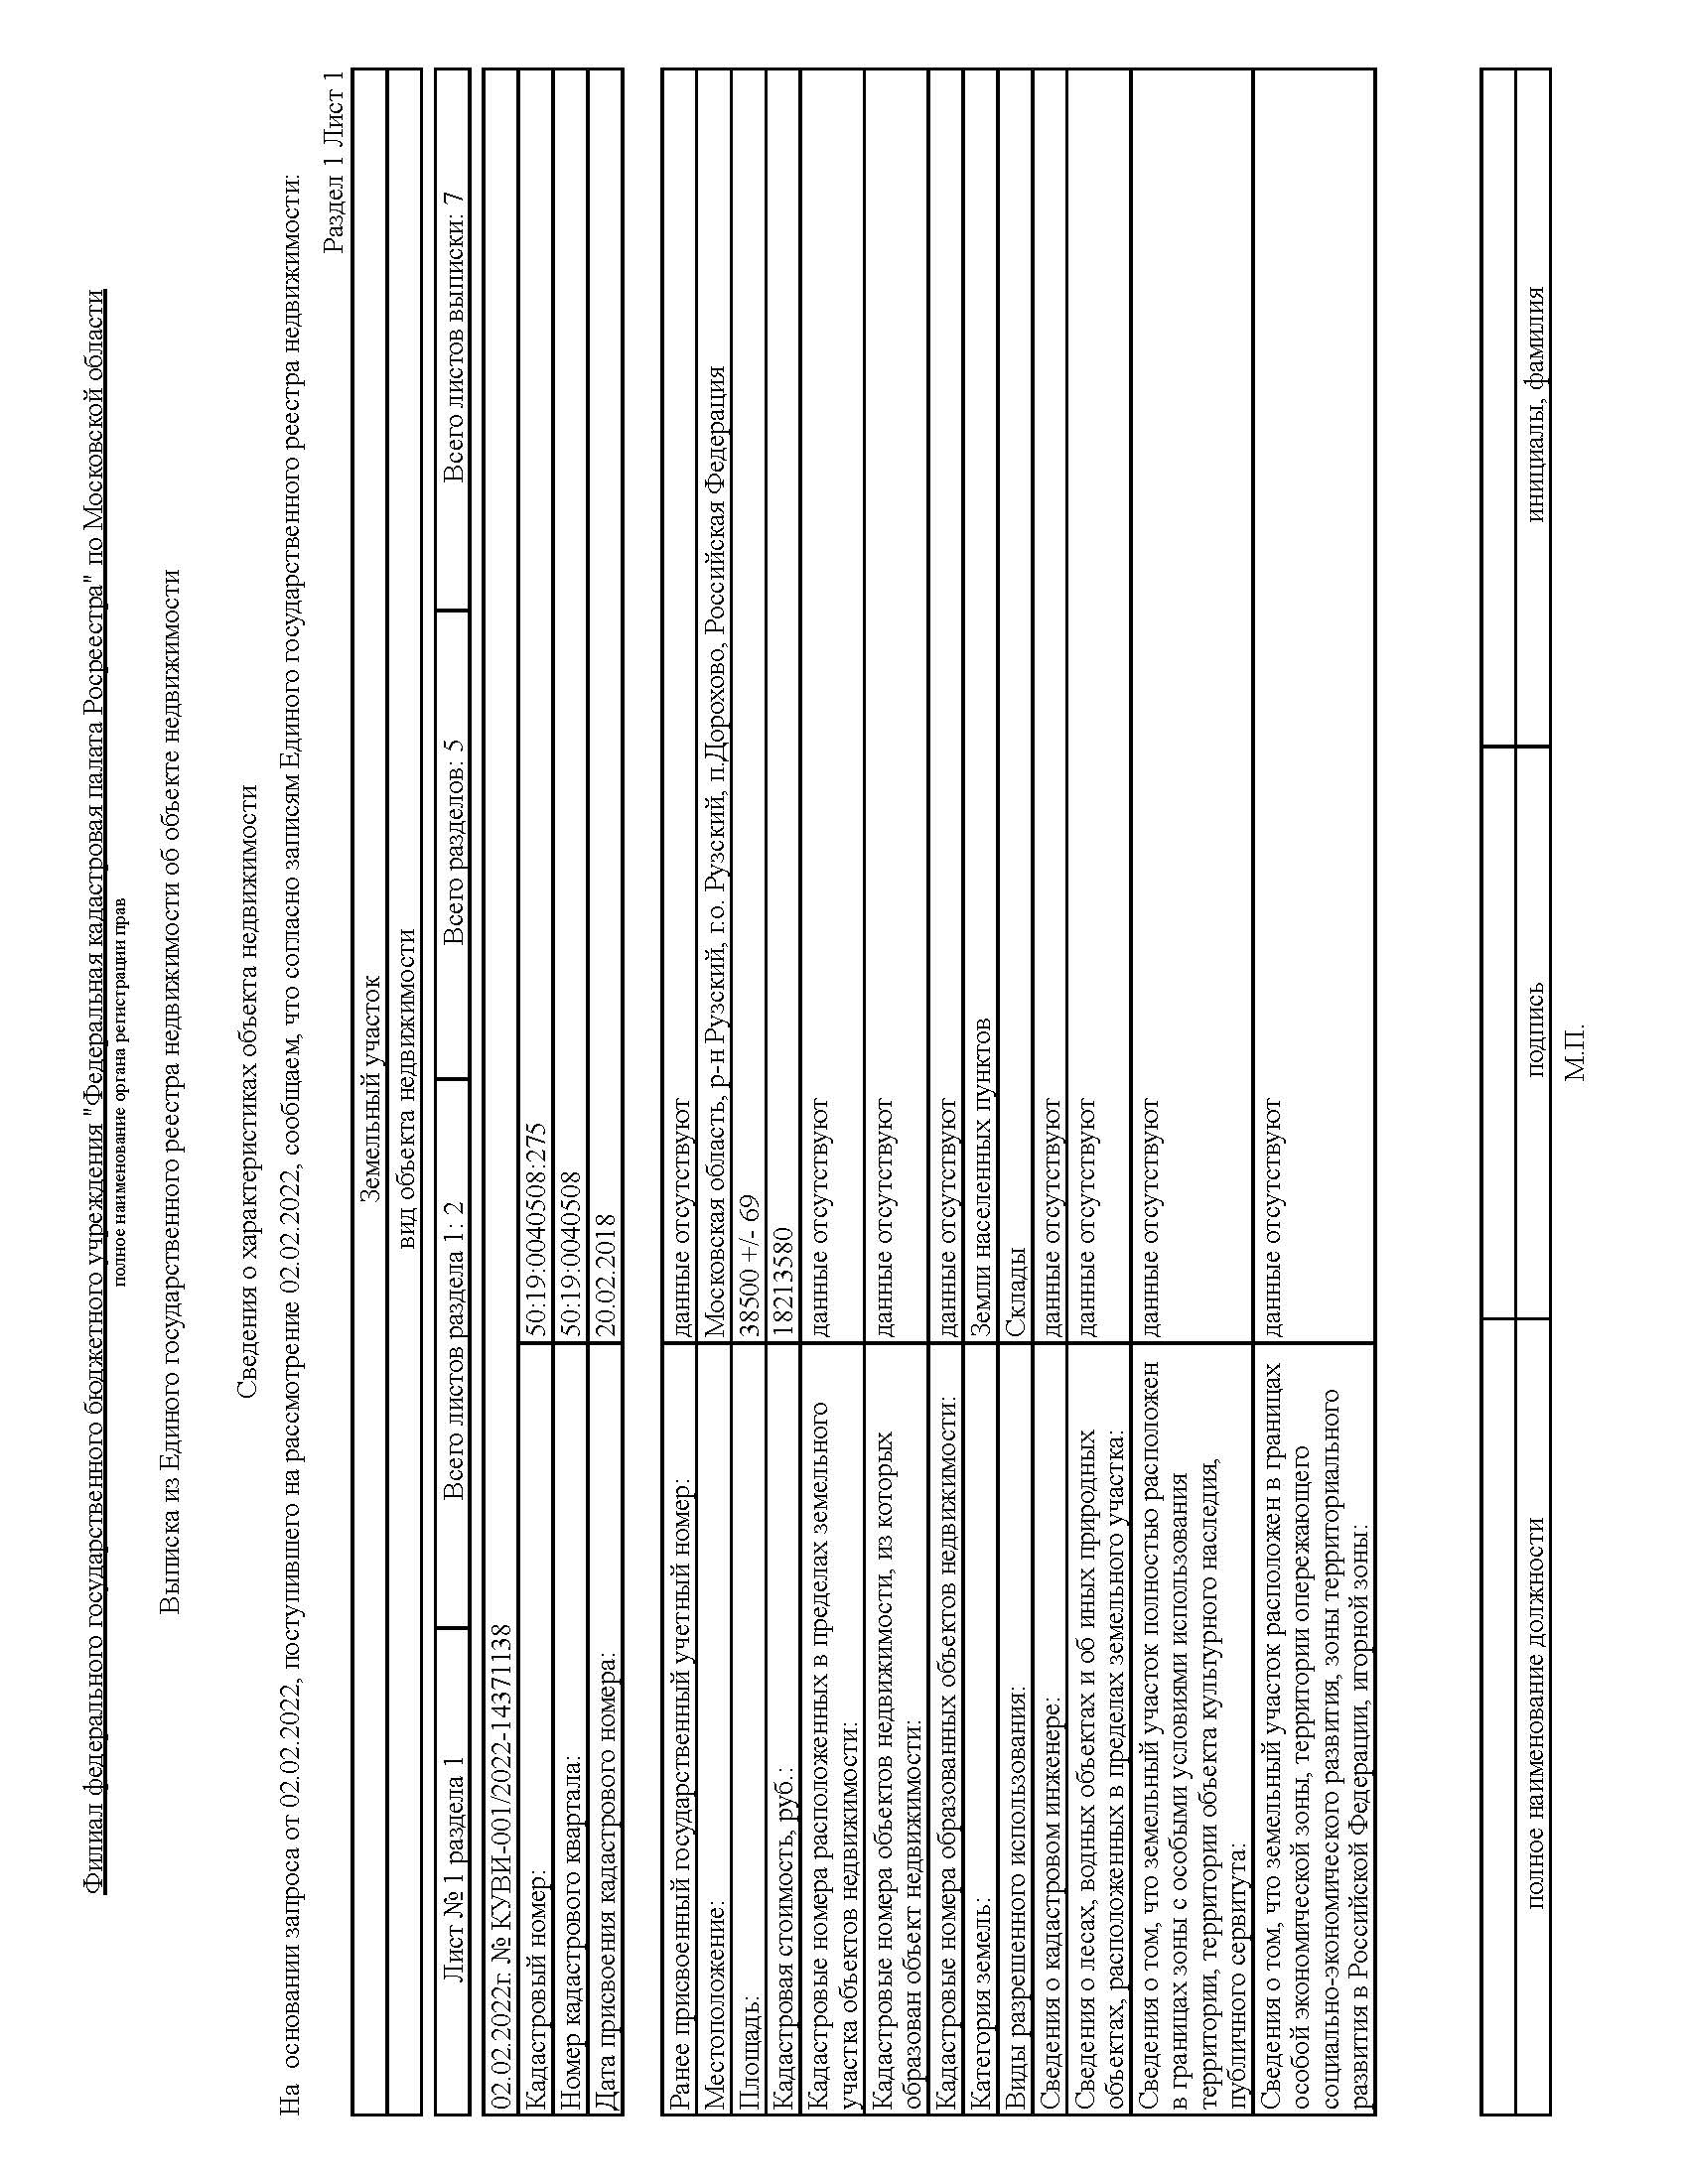 Филиал федерального государственного бюджетного учреждения "Федеральная кадастровая палата Росреестра" по Московской области
полное наименование органа регистрации прав
Выписка из Единого государственного реестра недвижимости об объекте недвижимости
Сведения о характеристиках объекта недвижимости
На основании запроса от 02.02.2022, поступившего на рассмотрение 02.02.2022, сообщаем, что согласно записям Единого государственного реестра недвижимости:
Раздел 1 Лист 1
Земельный участок
вид объекта недвижимости
Лист № 1 раздела 1 Всего листов раздела 1: 2 Всего разделов: 5 Всего листов выписки: 7
02.02.2022г. № КУВИ-001/2022-14371138
Кадастровый номер: 50:19:0040508:275
Номер кадастрового квартала: 50:19:0040508
Дата присвоения кадастрового номера: 20.02.2018
Ранее присвоенный государственный учетный номер: данные отсутствуют
Местоположение: Московская область, р-н Рузский, г.о. Рузский, п.Дорохово, Российская Федерация
Площадь: 38500 +/- 69
Кадастровая стоимость, руб.: 18213580
Кадастровые номера расположенных в пределах земельного данные отсутствуют
участка объектов недвижимости:
Кадастровые номера объектов недвижимости, из которых данные отсутствуют
образован объект недвижимости:
Кадастровые номера образованных объектов недвижимости: данные отсутствуют
Категория земель: Земли населенных пунктов
Виды разрешенного использования: Склады
Сведения о кадастровом инженере: данные отсутствуют
Сведения о лесах, водных объектах и об иных природных данные отсутствуют
объектах, расположенных в пределах земельного участка:
Сведения о том, что земельный участок полностью расположен данные отсутствуют
в границах зоны с особыми условиями использования
территории, территории объекта культурного наследия,
публичного сервитута:
Сведения о том, что земельный участок расположен в границах данные отсутствуют
особой экономической зоны, территории опережающего
социально-экономического развития, зоны территориального
развития в Российской Федерации, игорной зоны:
полное наименование должности подпись инициалы, фамилия
М.П.